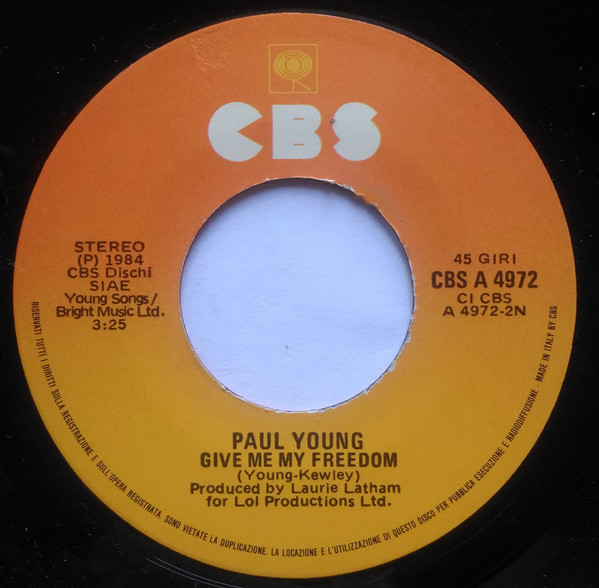 CBS
STEREO
(P) 1984
CBS Dischi
SIAE
Young Songs/
Bright Music Ltd.
3:25
45 GIRI
CBS A 4972
CI CBS
A 4972-2N
PAUL YOUNG
GIVE ME MY FREEDOM
(Young-Kewley)
Produced by Laurie Latham
for Lol Productions Ltd.
RISERVATI TUTTI I DIRITTI SULLA REGISTRAZIONE E SULL'OPERA REGISTRATA. SONO VIETATE LA DUPLICAZIONE. LA LOCAZIONE E L'UTILIZZAZIONE DI QUESTO DISCO PER PUBBLICA ESECUZIONE E RADIODIFFUSIONE - MADE IN ITALY BY CBS